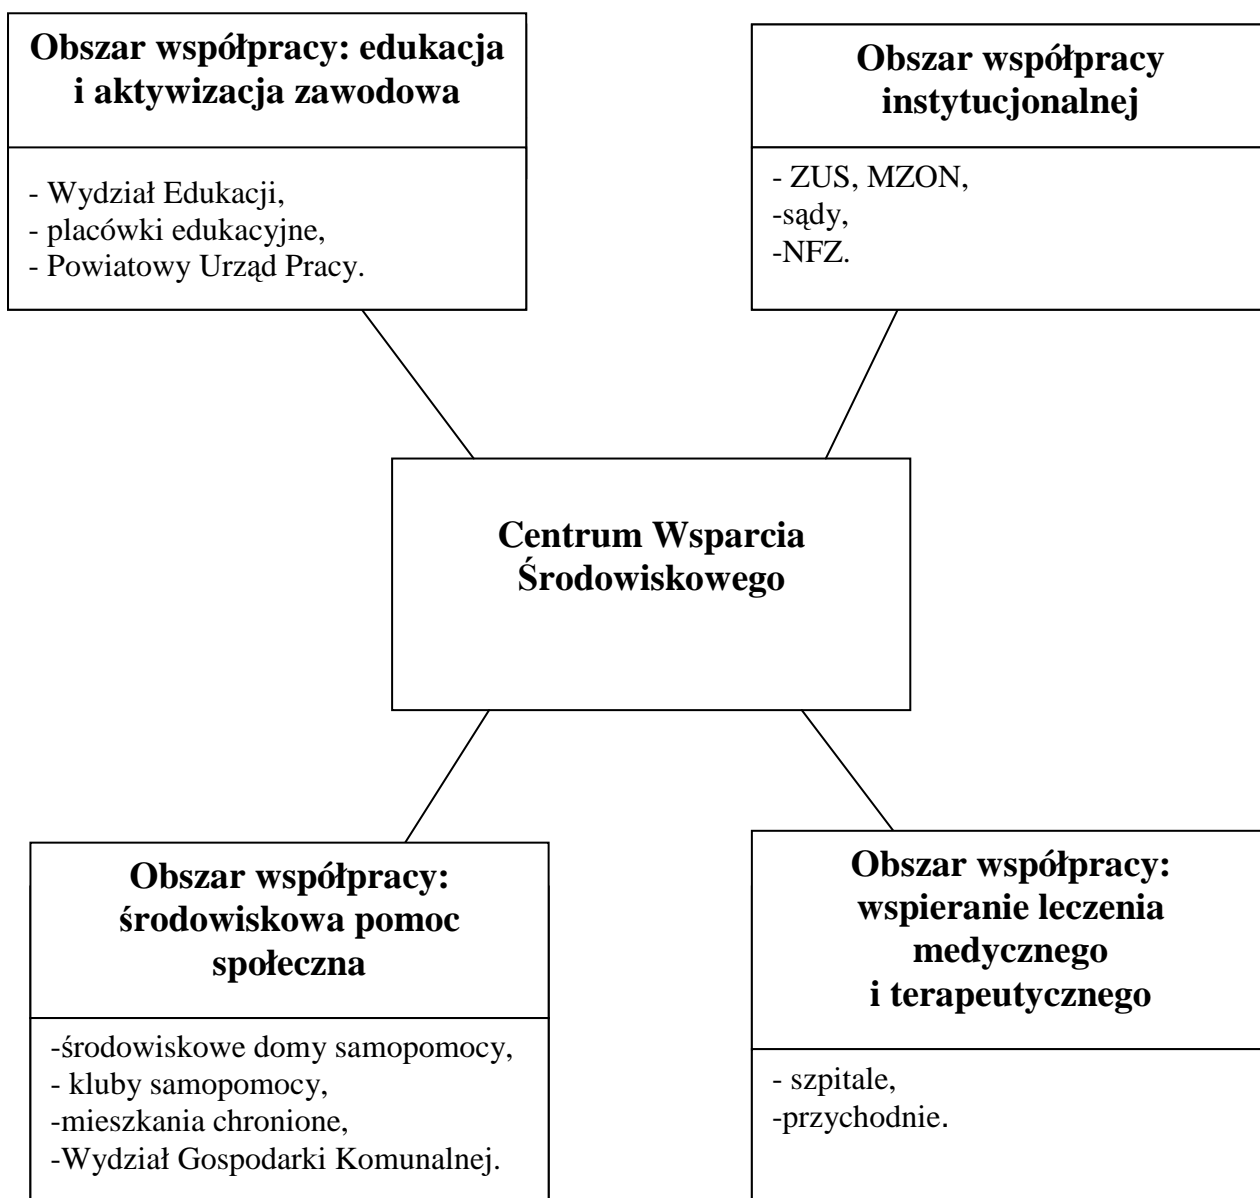 Obszar współpracy: edukacja
i aktywizacja zawodowa
- Wydział Edukacji,
- placówki edukacyjne,
- Powiatowy Urząd Pracy.
Obszar współpracy
instytucjonalnej
- ZUS, MZON,
-sądy,
-NFZ.
Centrum Wsparcia
Środowiskowego
Obszar współpracy:
środowiskowa pomoc
społeczna
-środowiskowe domy samopomocy,
- kluby samopomocy,
-mieszkania chronione,
-Wydział Gospodarki Komunalnej.
Obszar współpracy:
wspieranie leczenia
medycznego
i terapeutycznego
- szpitale,
-przychodnie.